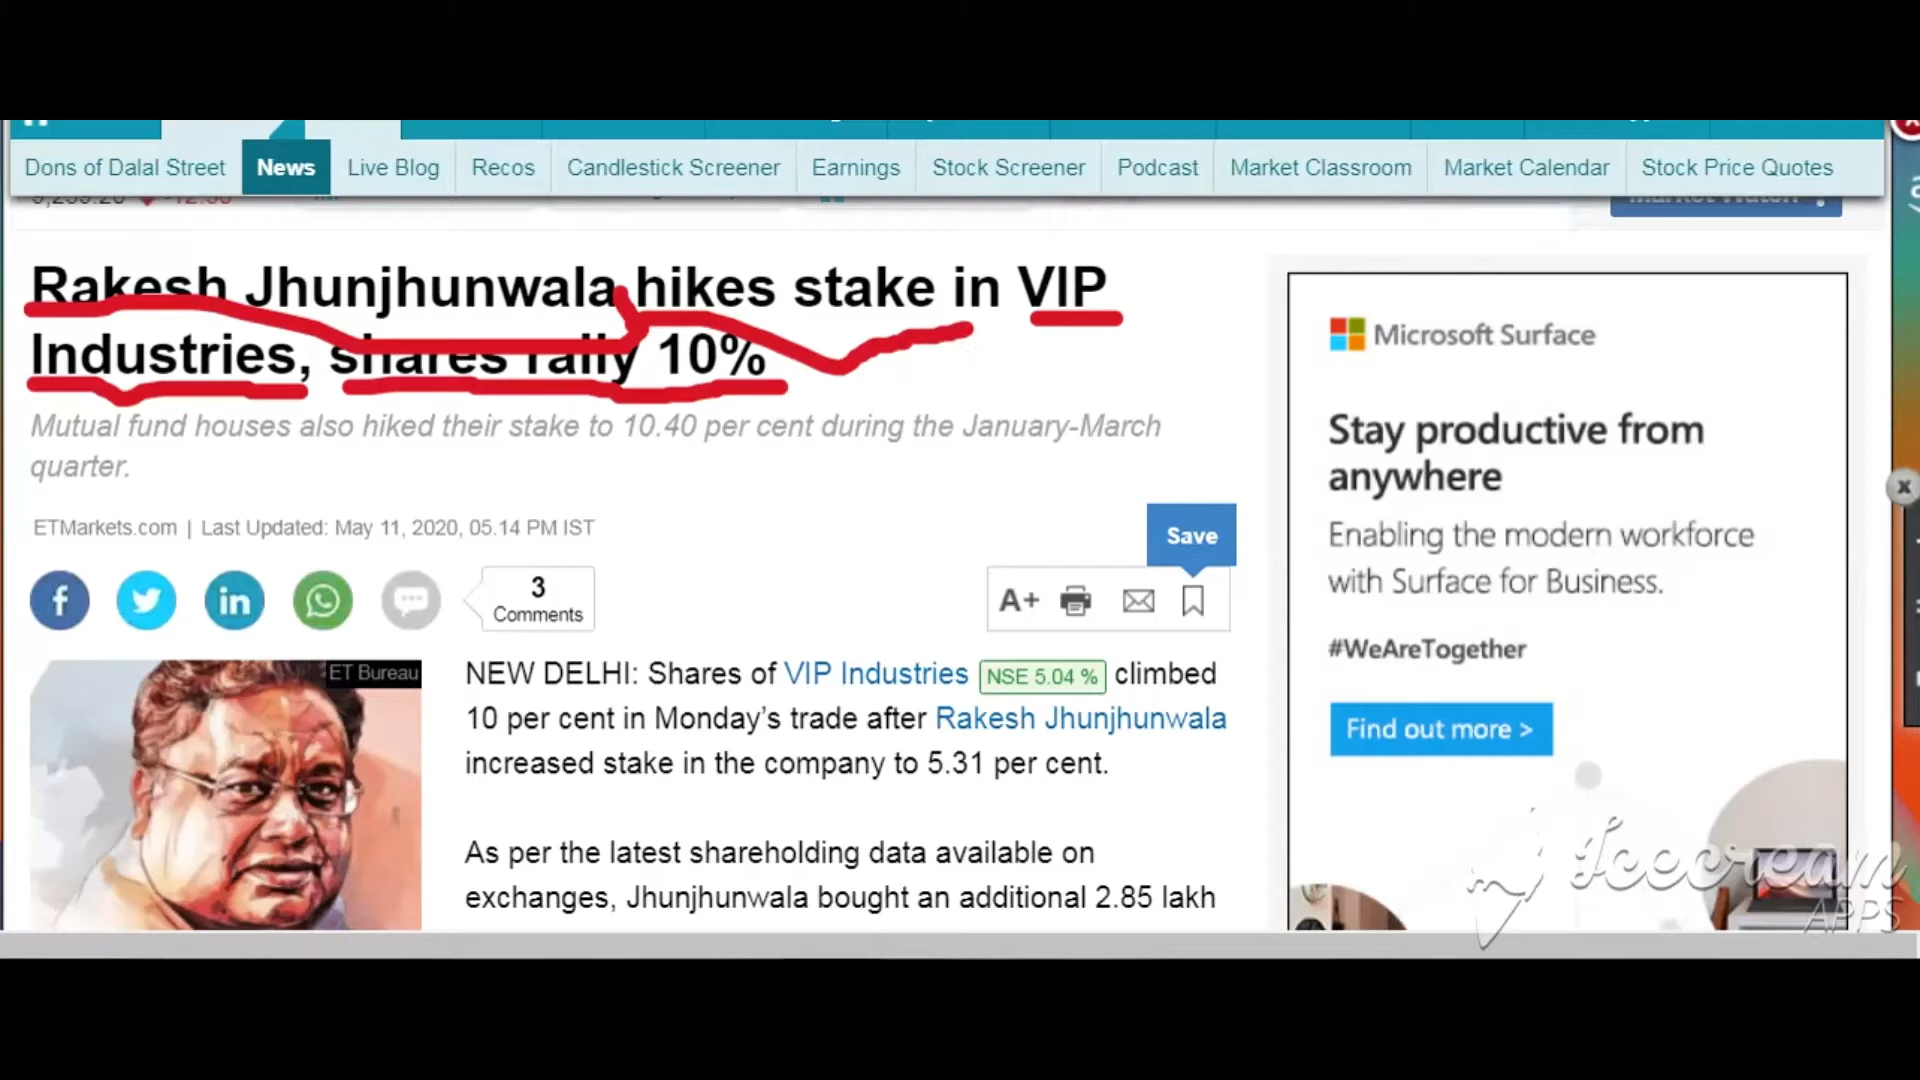 Dons of Dalal Street News Live Blog Recos Candlestick Screener Earnings Stock Screener Podcast Market Classroom Market Calendar Stock Price Quotes
Rakesh Jhunjhunwala hikes stake in VIP
Industries, shares rally 10%
Mutual fund houses also hiked their stake to 10.40 per cent during the January-March
quarter.
ETMarkets.com | Last Updated: May 11, 2020, 05.14 PM IST
Save
3
Comments
A+
ET Bureau
NEW DELHI: Shares of VIP Industries NSE 5.04 % climbed
10 per cent in Monday's trade after Rakesh Jhunjhunwala
increased stake in the company to 5.31 per cent.
As per the latest shareholding data available on
exchanges, Jhunjhunwala bought an additional 2.85 lakh
Microsoft Surface
Stay productive from
anywhere
Enabling the modern workforce
with Surface for Business.
#WeAreTogether
Find out more >
Icecream
APPS